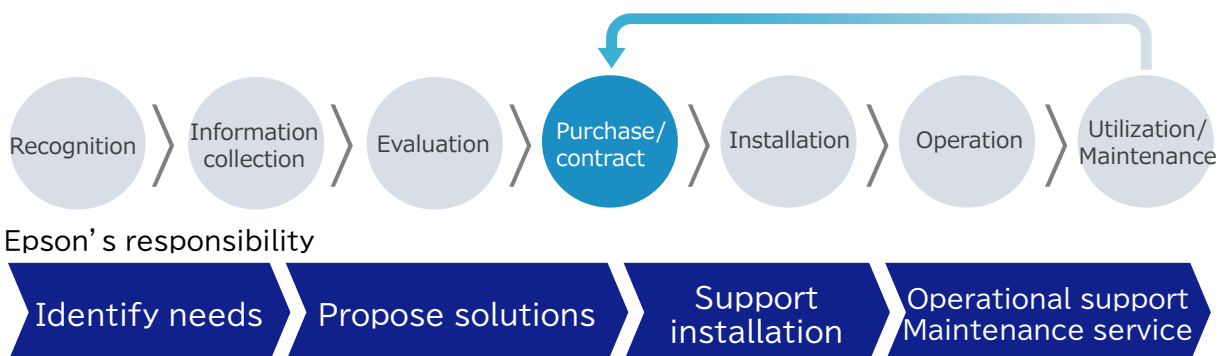 Recognition
Information
collection
Evaluation
Purchase/
contract
Installation
Operation
Utilization/
Maintenance
Epson’s responsibility
Identify needs
Propose solutions
Support
installation
Operational support
Maintenance service